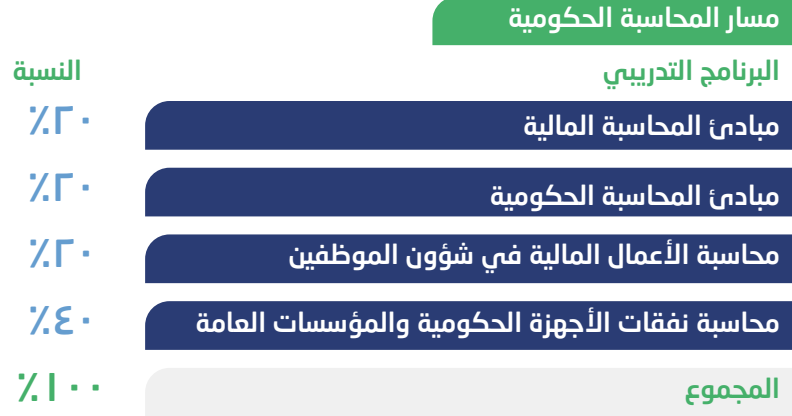 مسار المحاسبة الحكومية
البرنامج التدريبي النسبة
مبادئ المحاسبة المالية ٢٠٪
مبادئ المحاسبة الحكومية ٢٠٪
محاسبة الأعمال المالية في شؤون الموظفين ٢٠٪
محاسبة نفقات الأجهزة الحكومية والمؤسسات العامة ٤٠٪
المجموع ١٠٠٪